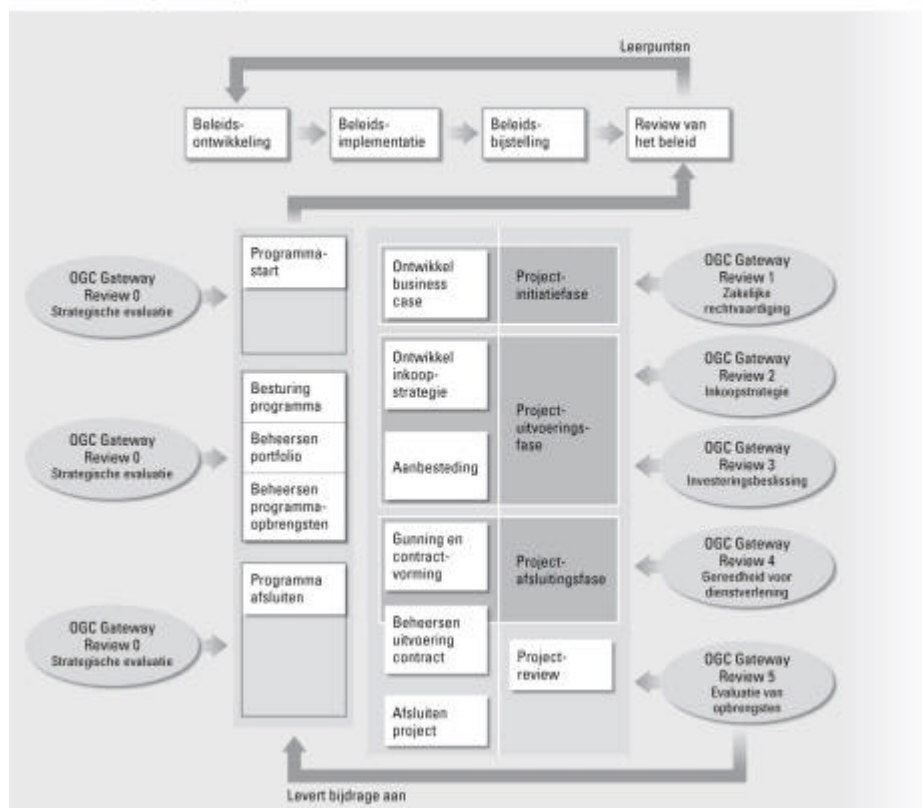 Leerpunten
Beleids-
ontwikkeling
Beleids-
implementatie
Beleids-
bijstelling
Review van
het beleid
OGC Gateway
Review 0
Strategische evaluatie
OGC Gateway
Review 0
Strategische evaluatie
OGC Gateway
Review 0
Strategische evaluatie
Programma-
start
Besturing
programma
Beheersen
portfolio
Beheersen
programma-
opbrengsten
Programma
afsluiten
Ontwikkel
business
case
Ontwikkel
inkoop-
strategie
Aanbesteding
Gunning en
contract-
vorming
Beheersen
uitvoering
contract
Afsluiten
project
Project-
initiatiefase
Project-
uitvoerings-
fase
Project-
afsluitingsfase
Project-
review
OGC Gateway
Review 1
Zakelijke
rechtvaardiging
OGC Gateway
Review 2
Inkoopstrategie
OGC Gateway
Review 3
Investeringsbeslissing
OGC Gateway
Review 4
Gereedheid voor
dienstverlening
OGC Gateway
Review 5
Evaluatie van
opbrengsten
Levert bijdrage aan